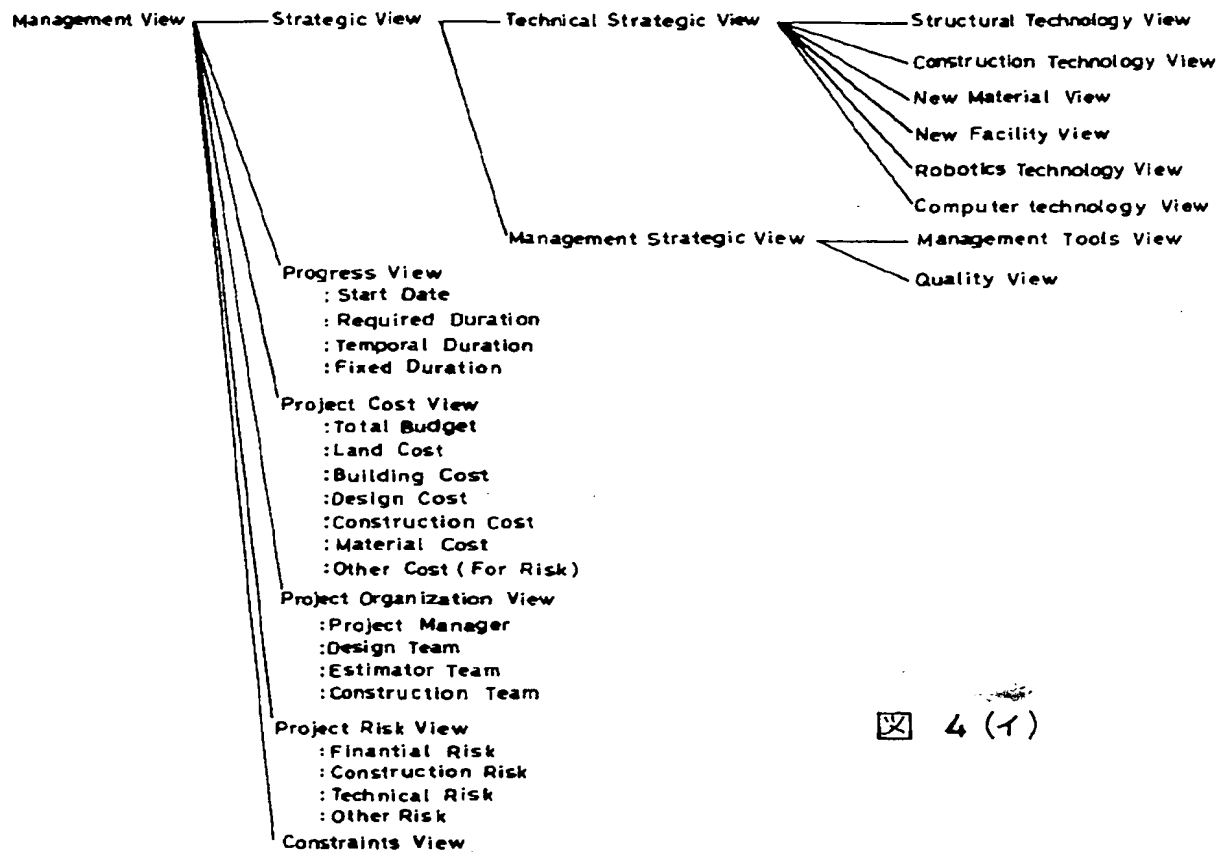 Management View Strategic View Technical Strategic View Structural Technology View
Construction Technology View
New Material View
New Facility View
Robotics Technology View
Computer technology View
Management Strategic View Management Tools View
Quality View
Progress View
: Start Date
: Required Duration
: Temporal Duration
: Fixed Duration
Project Cost View
: Total Budget
: Land Cost
: Building Cost
: Design Cost
: Construction Cost
: Material Cost
: Other Cost ( For Risk )
Project Organization View
: Project Manager
: Design Team
: Estimator Team
: Construction Team
Project Risk View
: Finantial Risk
: Construction Risk
: Technical Risk
: Other Risk
Constraints View
図 4 (イ)